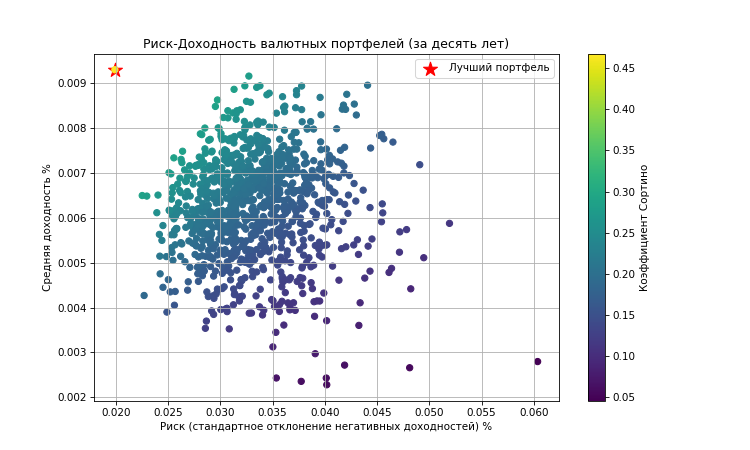 Риск-Доходность валютных портфелей (за десять лет)
Лучший портфель
Средняя доходность %
0.009
0.008
0.007
0.006
0.005
0.004
0.003
0.002
0.020 0.025 0.030 0.035 0.040 0.045 0.050 0.055 0.060
Риск (стандартное отклонение негативных доходностей) %
0.45
0.40
0.35
0.30
0.25
0.20
0.15
0.10
0.05
Коэффициент Сортино